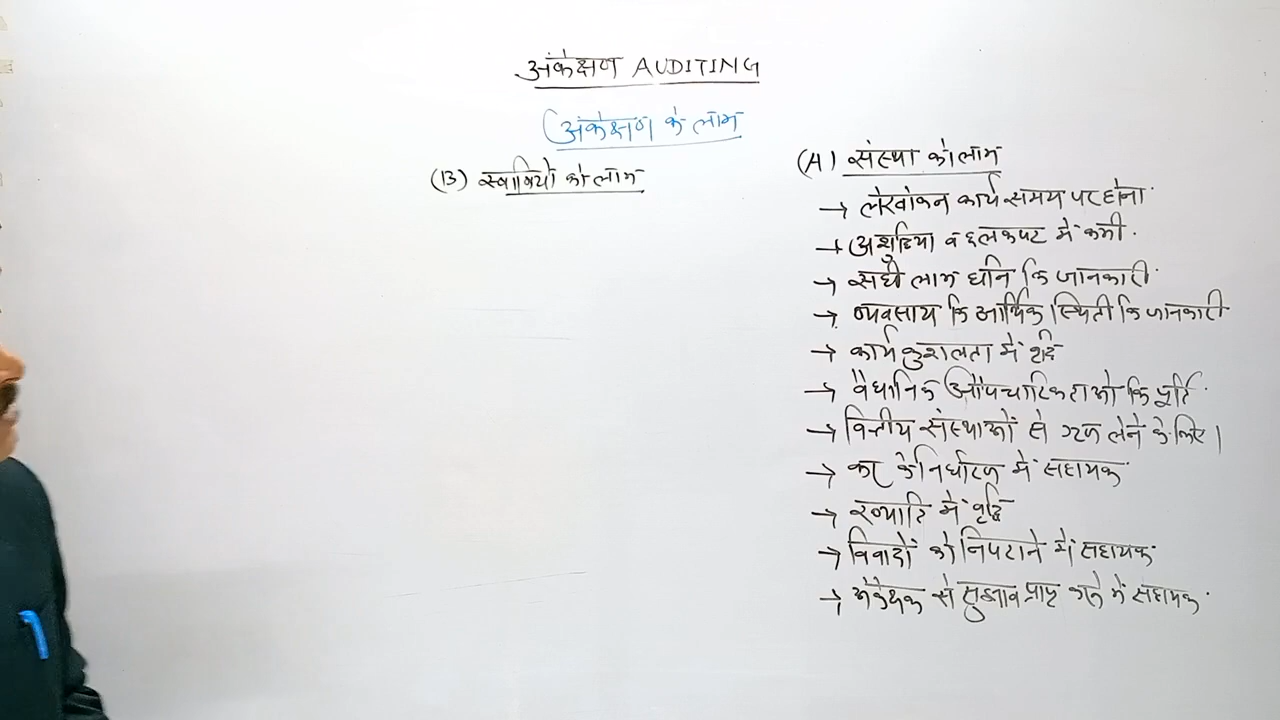 अंकेक्षण AUDITING
(अंकेक्षण के लाभ
(A) संस्था को लाभ
→ लेखांकन कार्य समय पर होना
→ अशुद्धियां व छलकपट में कमी.
→ सही लाभ हानि कि जानकारी
→ व्यवसाय कि आर्थिक स्थिती कि जानकारी
→ कार्य कुशलता में वृद्धि
→ वैधानिक औपचारिकताओ कि पूर्ति
→ वित्तीय संस्थाओं से ऋण लेने के लिए।
→ कर के निर्धारण में सहायक
→ ख्याति में वृद्धि
→ विवादों को निपटाने में सहायक
→ अंकेक्षक से सुझाव प्राप्त करने में सहायक
(B) स्वामियों को लाभ